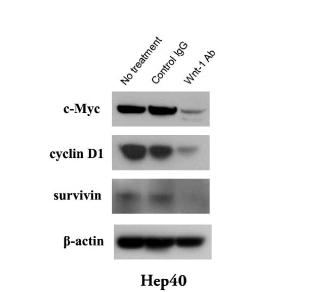 No treatment
Control IgG
Wnt-1 Ab
c-Myc
cyclin D1
survivin
β-actin
Hep40